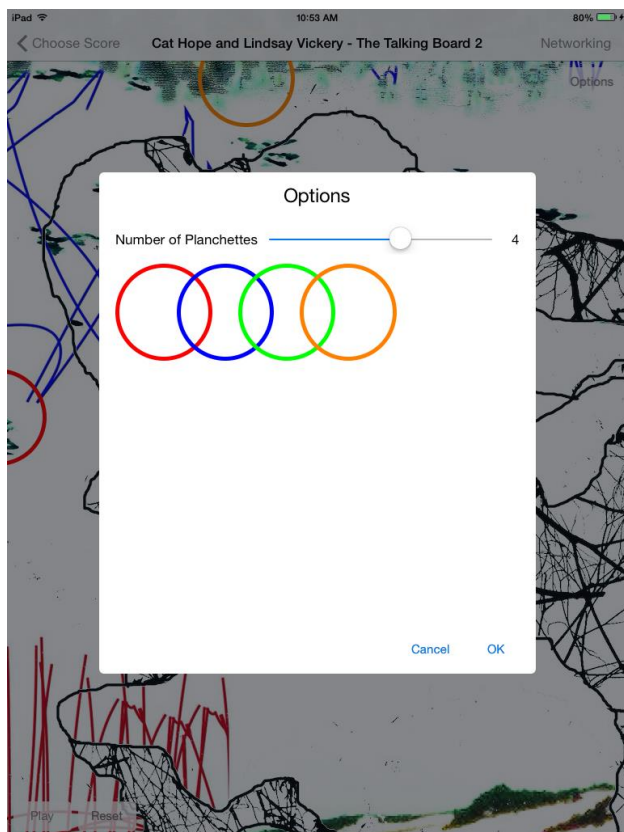 iPad 10:53 AM 80%
Choose Score Cat Hope and Lindsay Vickery - The Talking Board 2 Networking
Options
Options
Number of Planchettes 4
Cancel OK
Play Reset